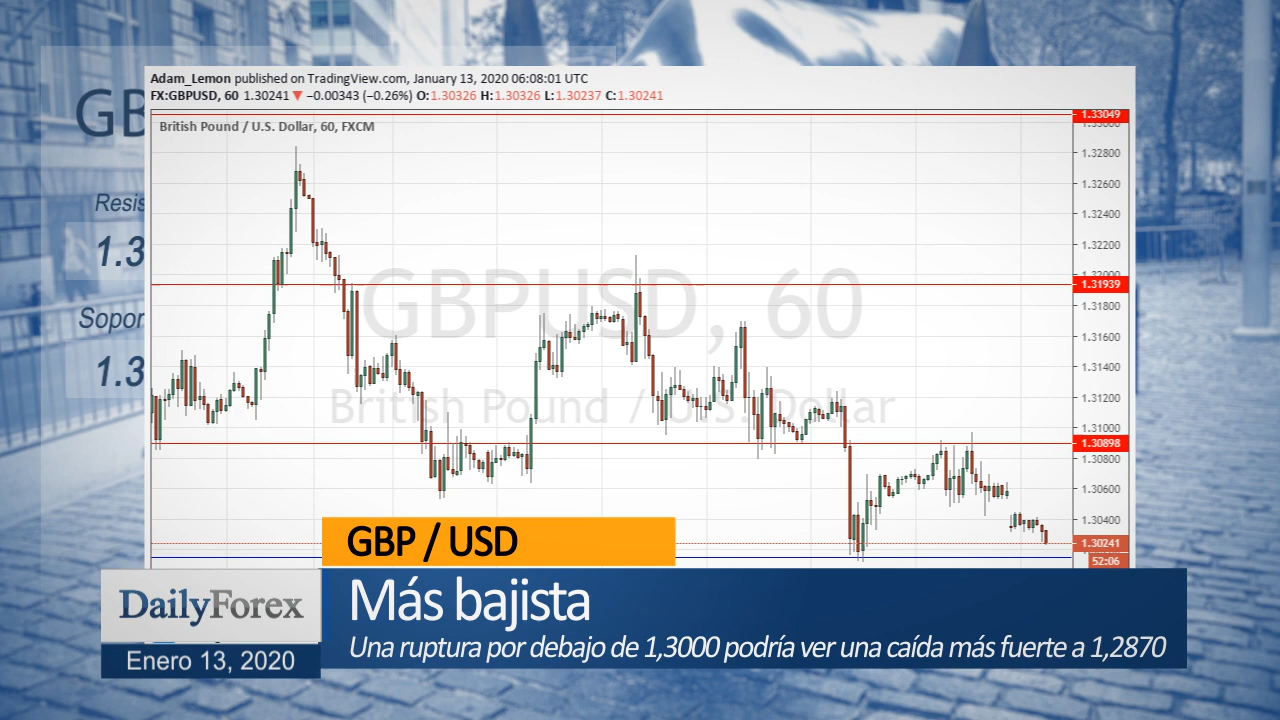 Adam_Lemon published on TradingView.com, January 13, 2020 06:08:01 UTC
FX:GBPUSD, 60 1.30241 ▼ −0.00343 (−0.26%) O:1.30326 H:1.30326 L:1.30237 C:1.30241
British Pound / U.S. Dollar, 60, FXCM
GB
Resis
1.3
Sopor
1.3
GBPUSD, 60
British Pound / U.S. Dollar
1.33049
1.33000
1.32800
1.32600
1.32400
1.32200
1.32000
1.31939
1.31800
1.31600
1.31400
1.31200
1.31000
1.30898
1.30800
1.30600
1.30400
1.30241
52:06
GBP / USD
DailyForex
Enero 13, 2020
Más bajista
Una ruptura por debajo de 1,3000 podría ver una caída más fuerte a 1,2870